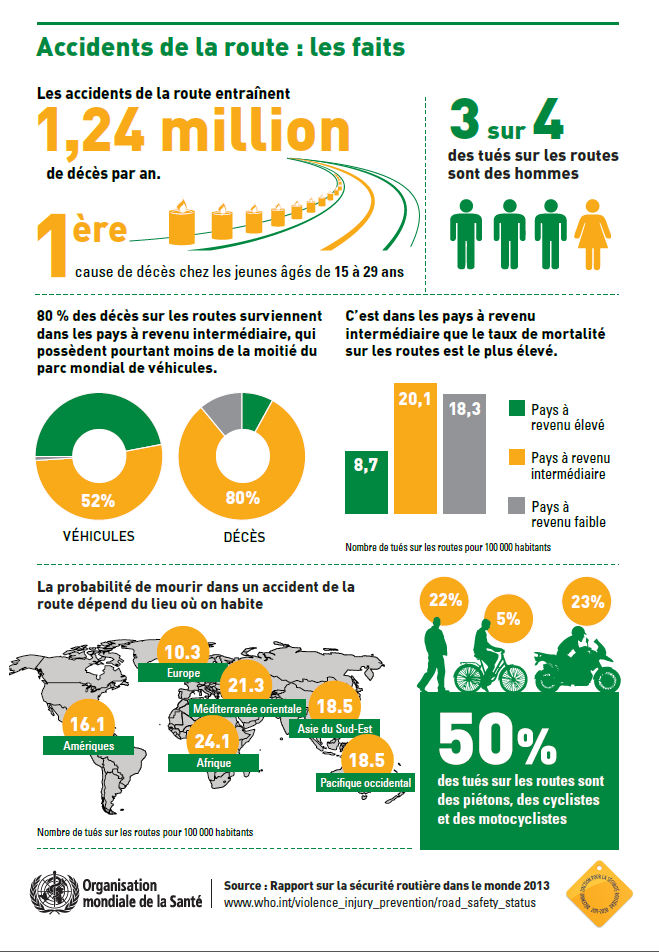 Accidents de la route : les faits
Les accidents de la route entraînent
1,24 million
de décès par an.
1ère
cause de décès chez les jeunes âgés de 15 à 29 ans
3 sur 4
des tués sur les routes
sont des hommes
80 % des décès sur les routes surviennent
dans les pays à revenu intermédiaire, qui
possèdent pourtant moins de la moitié du
parc mondial de véhicules.
52%
VÉHICULES
80%
DÉCÈS
C’est dans les pays à revenu
intermédiaire que le taux de mortalité
sur les routes est le plus élevé.
8,7
20,1
18,3
Pays à
revenu élevé
Pays à revenu
intermédiaire
Pays à
revenu faible
Nombre de tués sur les routes pour 100 000 habitants
La probabilité de mourir dans un accident de la
route dépend du lieu où on habite
10.3
Europe
21.3
Méditerranée orientale
18.5
Asie du Sud-Est
16.1
Amériques
24.1
Afrique
18.5
Pacifique occidental
Nombre de tués sur les routes pour 100 000 habitants
22%
5%
23%
50%
des tués sur les routes sont
des piétons, des cyclistes
et des motocyclistes
Organisation
mondiale de la Santé
Source : Rapport sur la sécurité routière dans le monde 2013
www.who.int/violence_injury_prevention/road_safety_status